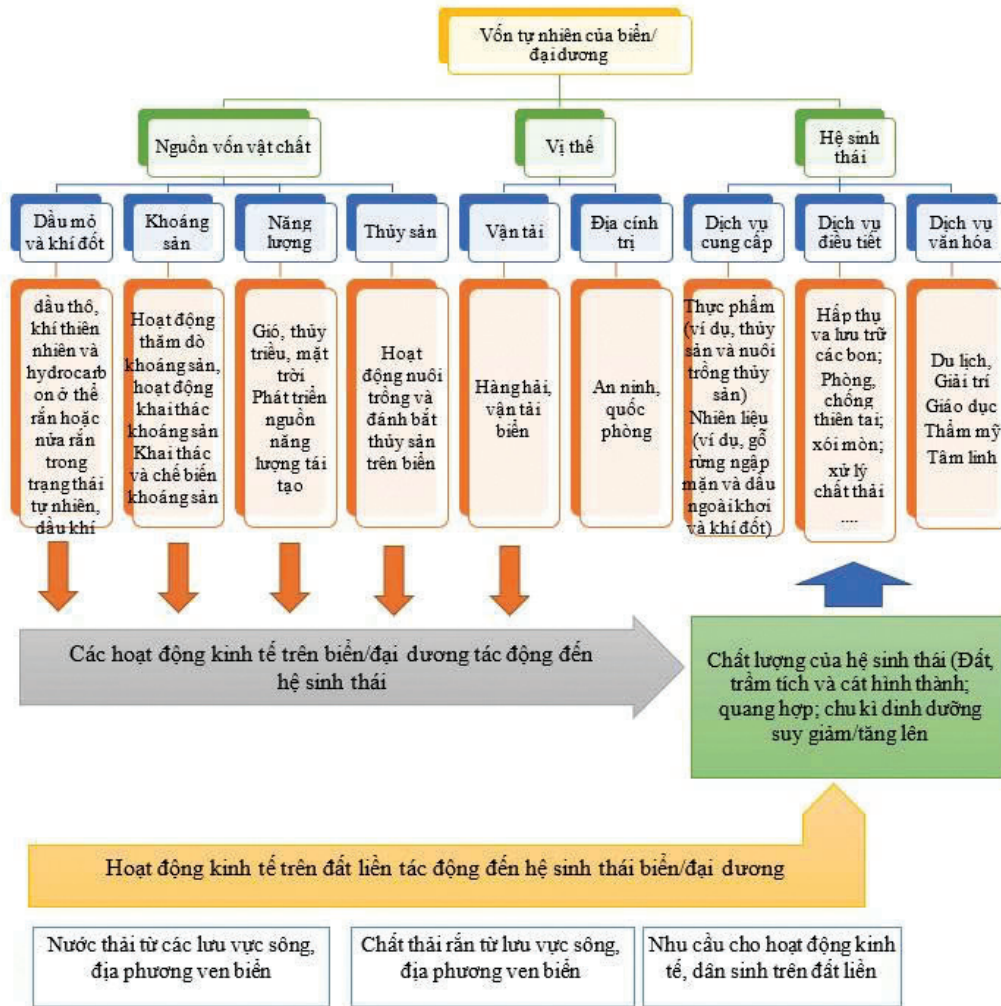 Vốn tự nhiên của biển/
đại dương
Nguồn vốn vật chất
Vị thế
Hệ sinh
thái
Dầu mỏ
và khí đốt
Khoáng
sản
Năng
lượng
Thủy sản
Vận tải
Địa cính
trị
Dịch vụ
cung cấp
Dịch vụ
điều tiết
Dịch vụ
văn hóa
dầu thô,
khí thiên
nhiên và
hydrocarb
on ở thể
rắn hoặc
nửa rắn
trong
trạng thái
tự nhiên,
dầu khí
Hoạt động
thăm dò
khoáng sản,
hoạt động
khai thác
khoáng sản
Khai thác
và chế biến
khoáng sản
Gió, thủy
triều, mặt
trời
Phát triển
nguồn
năng
lượng tái
tạo
Hoạt
động nuôi
trồng và
đánh bắt
thủy sản
trên biển
Hàng hải,
vận tải
biển
An ninh,
quốc
phòng
Thực phẩm
(ví dụ, thủy
sản và nuôi
trồng thủy
sản)
Nhiên liệu
(ví dụ, gỗ
rừng ngập
mặn và dầu
ngoài khơi
và khí đốt)
Hấp thụ
va lưu trữ
các bon;
Phòng,
chống
thiên tai;
xói mòn;
xử lý
chất thải
....
Du lịch,
Giải trí
Giáo dục
Thẩm mỹ
Tâm linh
Các hoạt động kinh tế trên biển/đại dương tác động đến
hệ sinh thái
Chất lượng của hệ sinh thái (Đất,
trầm tích và cát hình thành;
quang hợp; chu kì dinh dưỡng
suy giảm/tăng lên
Hoạt động kinh tế trên đất liền tác động đến hệ sinh thái biển/đại dương
Nước thải từ các lưu vực sông,
địa phương ven biển
Chất thải rắn từ lưu vực sông,
địa phương ven biển
Nhu cầu cho hoạt động kinh
tế, dân sinh trên đất liền